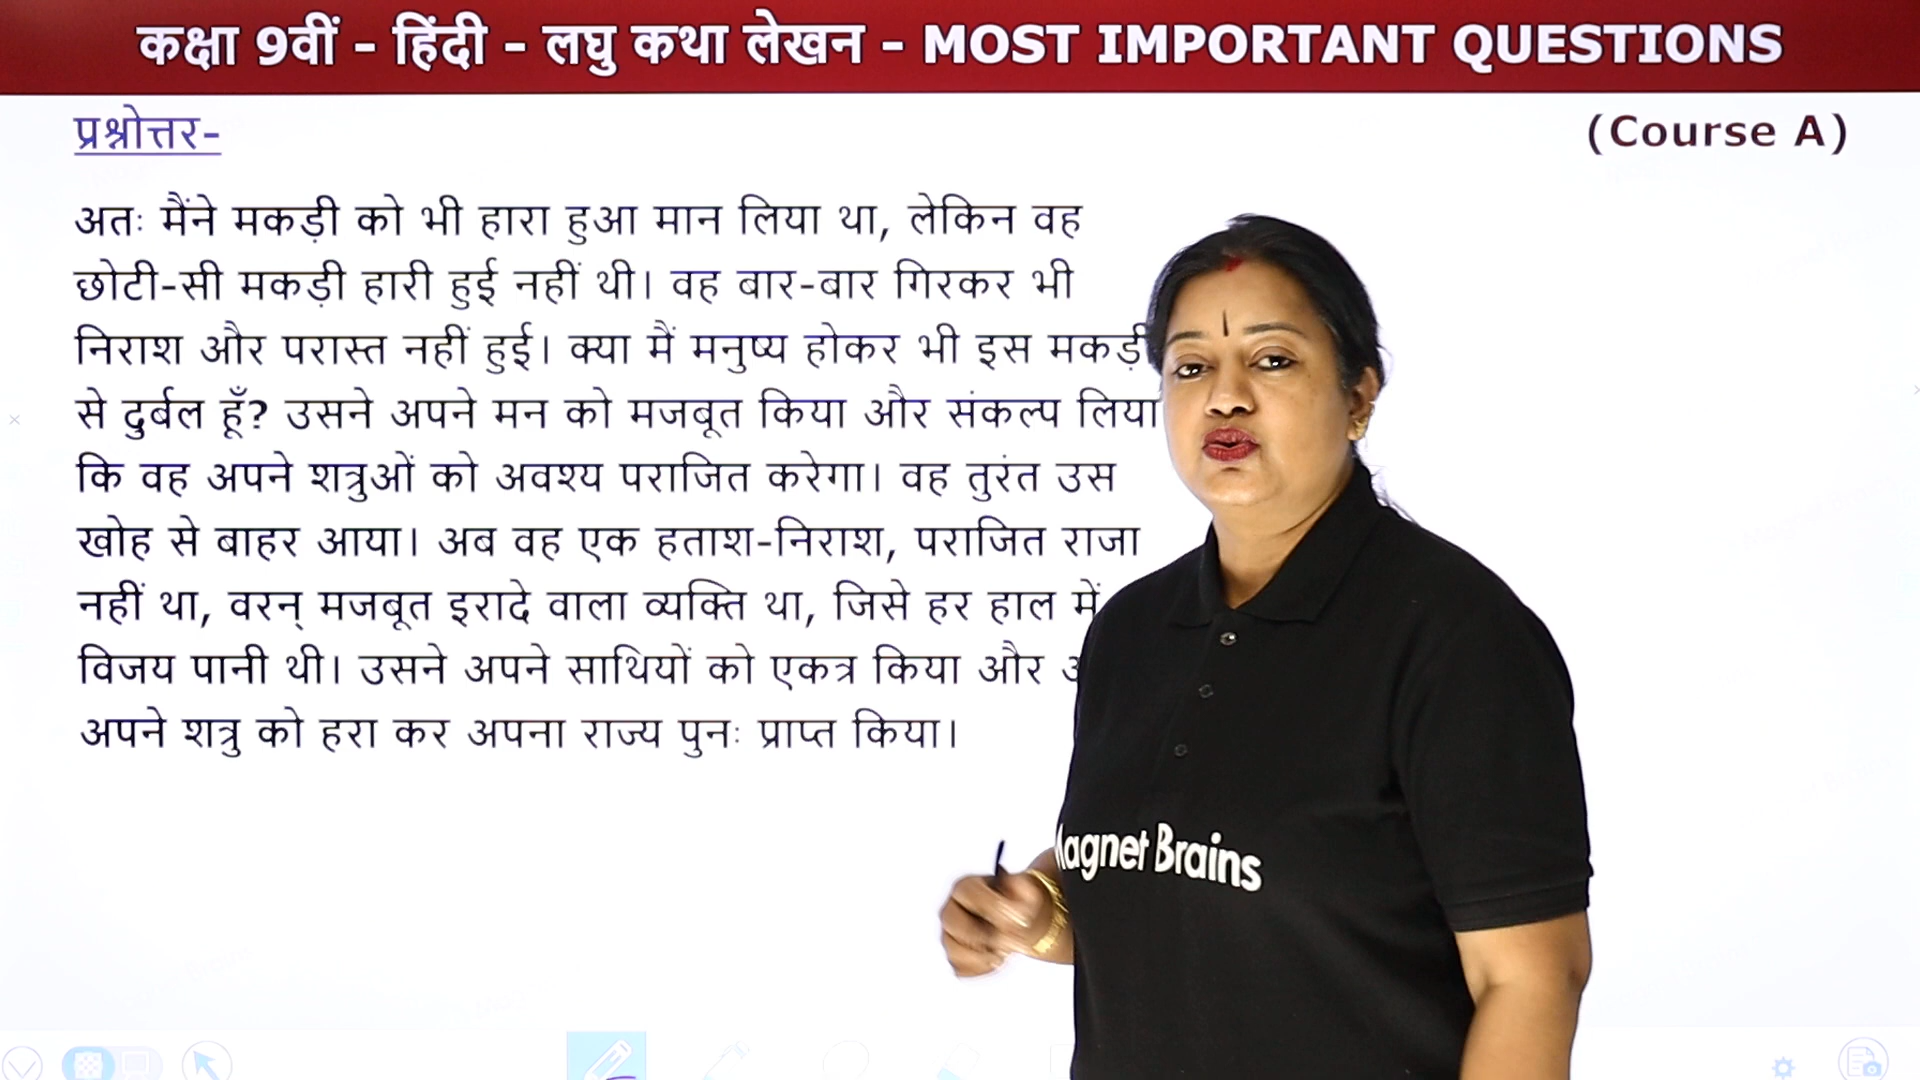 कक्षा 9वीं - हिंदी - लघु कथा लेखन - MOST IMPORTANT QUESTIONS
प्रश्नोत्तर-
(Course A)
अतः मैंने मकड़ी को भी हारा हुआ मान लिया था, लेकिन वह
छोटी-सी मकड़ी हारी हुई नहीं थी। वह बार-बार गिरकर भी
निराश और परास्त नहीं हुई। क्या मैं मनुष्य होकर भी इस मकड़ी
से दुर्बल हूँ? उसने अपने मन को मजबूत किया और संकल्प लिया
कि वह अपने शत्रुओं को अवश्य पराजित करेगा। वह तुरंत उस
खोह से बाहर आया। अब वह एक हताश-निराश, पराजित राजा
नहीं था, वरन् मजबूत इरादे वाला व्यक्ति था, जिसे हर हाल में
विजय पानी थी। उसने अपने साथियों को एकत्र किया और
अपने शत्रु को हरा कर अपना राज्य पुनः प्राप्त किया।
Magnet Brains